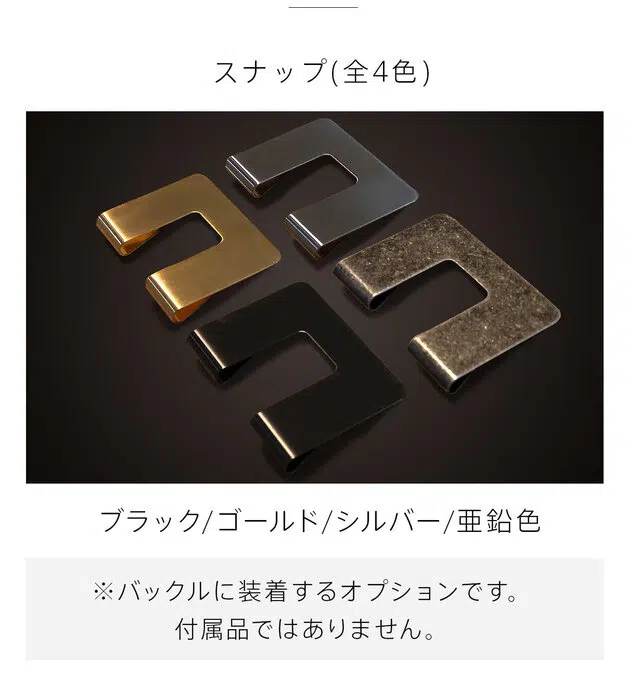 スナップ(全4色)
ブラック/ゴールド/シルバー/亜鉛色
※バックルに装着するオプションです。
付属品ではありません。